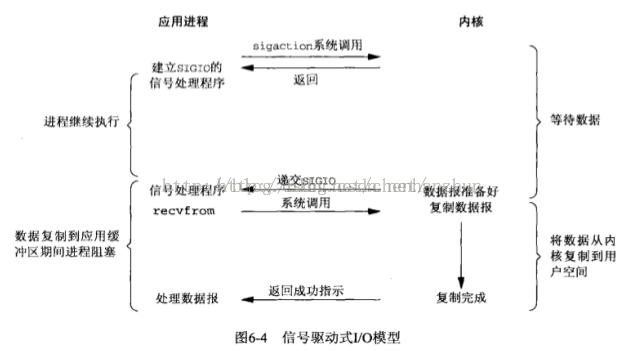 应用进程
内核
sigaction系统调用
建立SIGIO的
信号处理程序
返回
进程继续执行
等待数据
递交SIGIO
信号处理程序
数据报准备好
recvfrom
系统调用
复制数据报
数据复制到应用缓
冲区期间进程阻塞
将数据从内
核复制到用
户空间
处理数据报
返回成功指示
复制完成
图6-4 信号驱动式I/O模型